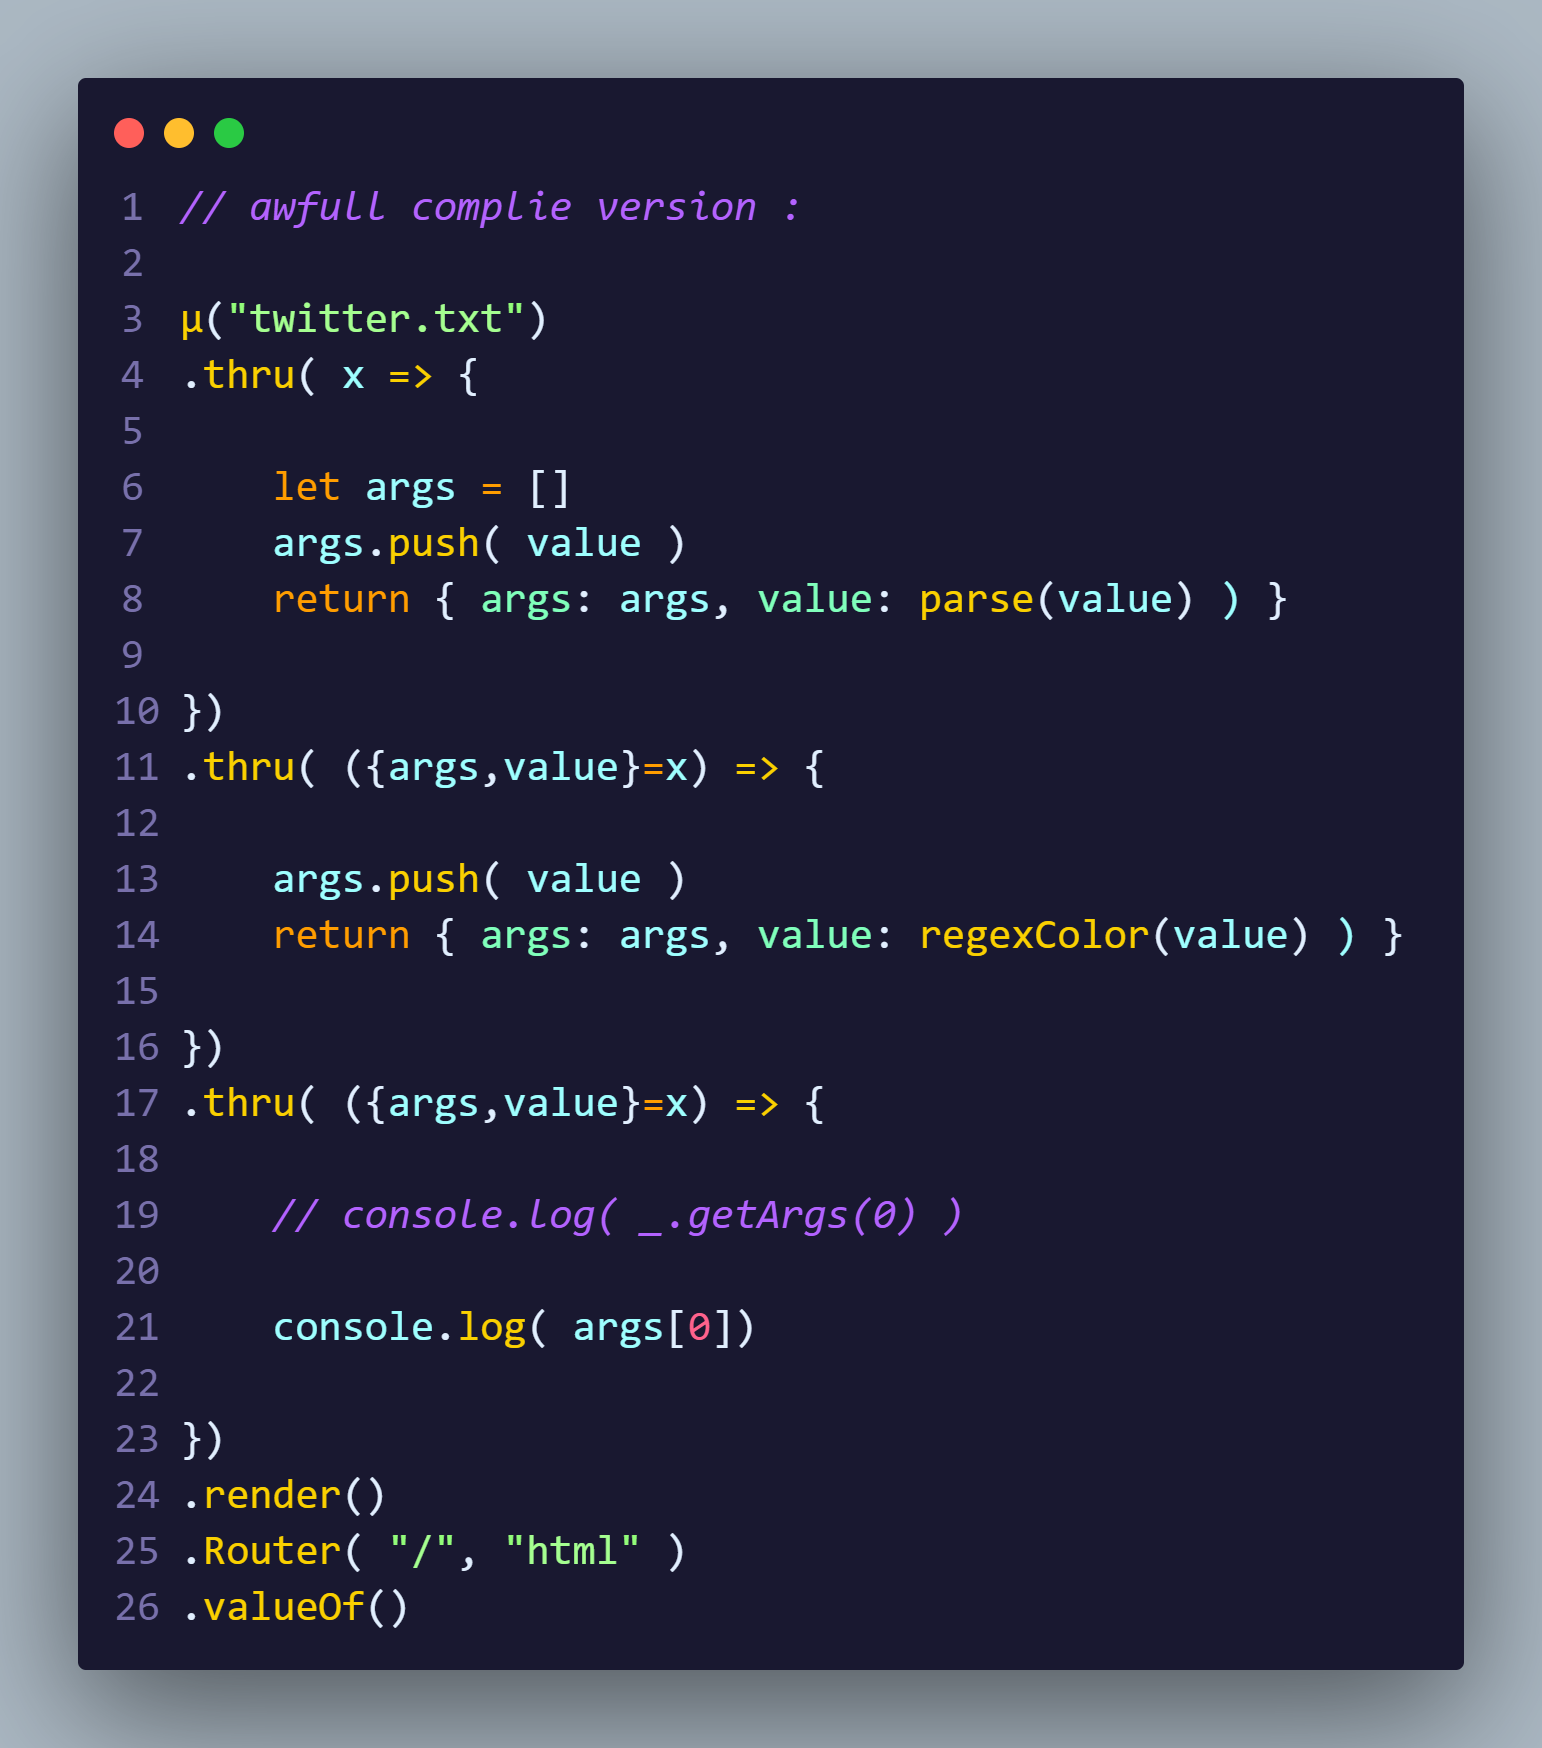 1 // awfull complie version :
2
3 µ("twitter.txt")
4 .thru( x => {
5
6     let args = []
7     args.push( value )
8     return { args: args, value: parse(value) ) }
9
10 })
11 .thru( ({args,value}=x) => {
12
13     args.push( value )
14     return { args: args, value: regexColor(value) ) }
15
16 })
17 .thru( ({args,value}=x) => {
18
19     // console.log( _.getArgs(0) )
20
21     console.log( args[0])
22
23 })
24 .render()
25 .Router( "/", "html" )
26 .valueOf()